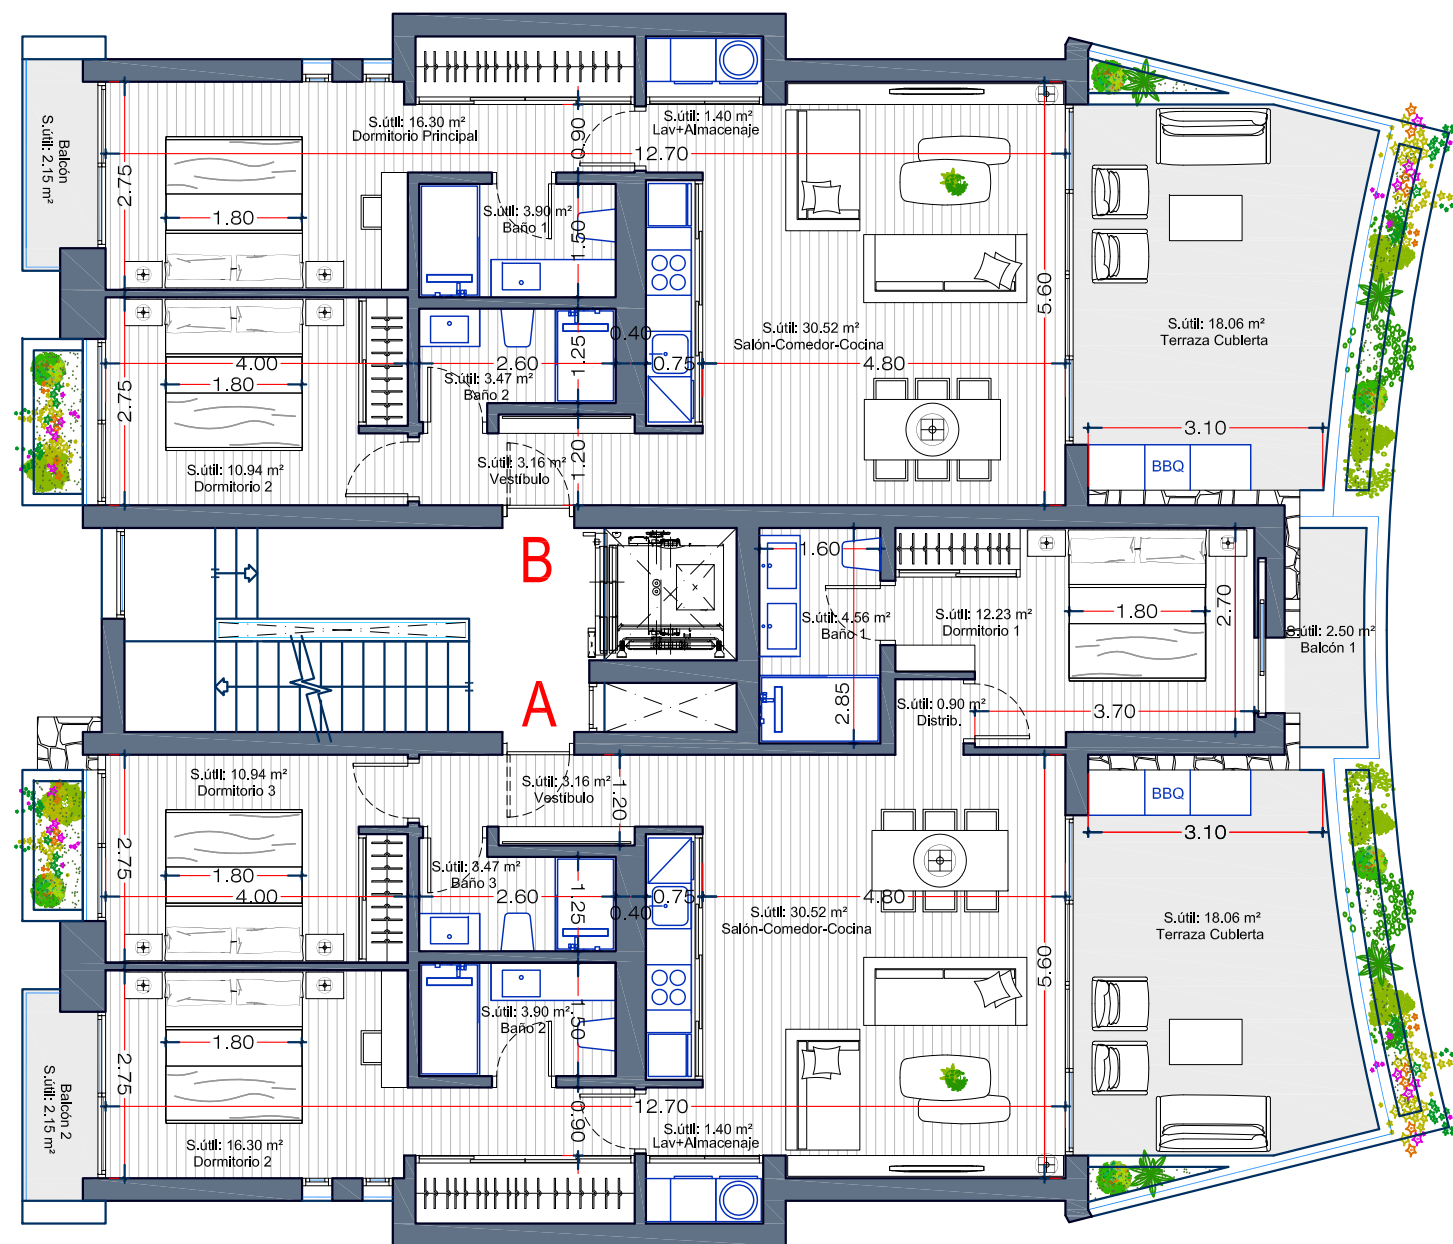 S.útil: 16.30 m²
Dormitorio Principal
S.útil: 1.40 m²
Lav+Almacenaje
0.90
12.70
Balcón
S.útil: 2.15 m²
2.75
1.80
S.útil: 3.90 m²
Baño 1
1.50
5.60
S.útil: 30.52 m²
Salón-Comedor-Cocina
S.útil: 18.06 m²
Terraza Cubierta
4.00
1.80
2.75
2.60
1.25
0.40
0.75
4.80
S.útil: 3.47 m²
Baño 2
3.10
BBQ
S.útil: 10.94 m²
Dormitorio 2
S.útil: 3.16 m²
Vestíbulo
1.20
B
1.60
S.útil: 4.56 m²
Baño 1
S.útil: 12.23 m²
Dormitorio 1
1.80
2.70
S.útil: 2.50 m²
Balcón 1
A
2.85
S.útil: 0.90 m²
Distrib.
3.70
S.útil: 10.94 m²
Dormitorio 3
S.útil: 3.16 m²
Vestíbulo
1.20
BBQ
3.10
2.75
1.80
4.00
S.útil: 3.47 m²
Baño 3
2.60
1.25
0.40
0.75
4.80
S.útil: 30.52 m²
Salón-Comedor-Cocina
S.útil: 18.06 m²
Terraza Cubierta
5.60
S.útil: 3.90 m²
Baño 2
1.50
1.80
2.75
Balcón 2
S.útil: 2.15 m²
12.70
0.90
S.útil: 1.40 m²
Lav+Almacenaje
S.útil: 16.30 m²
Dormitorio 2